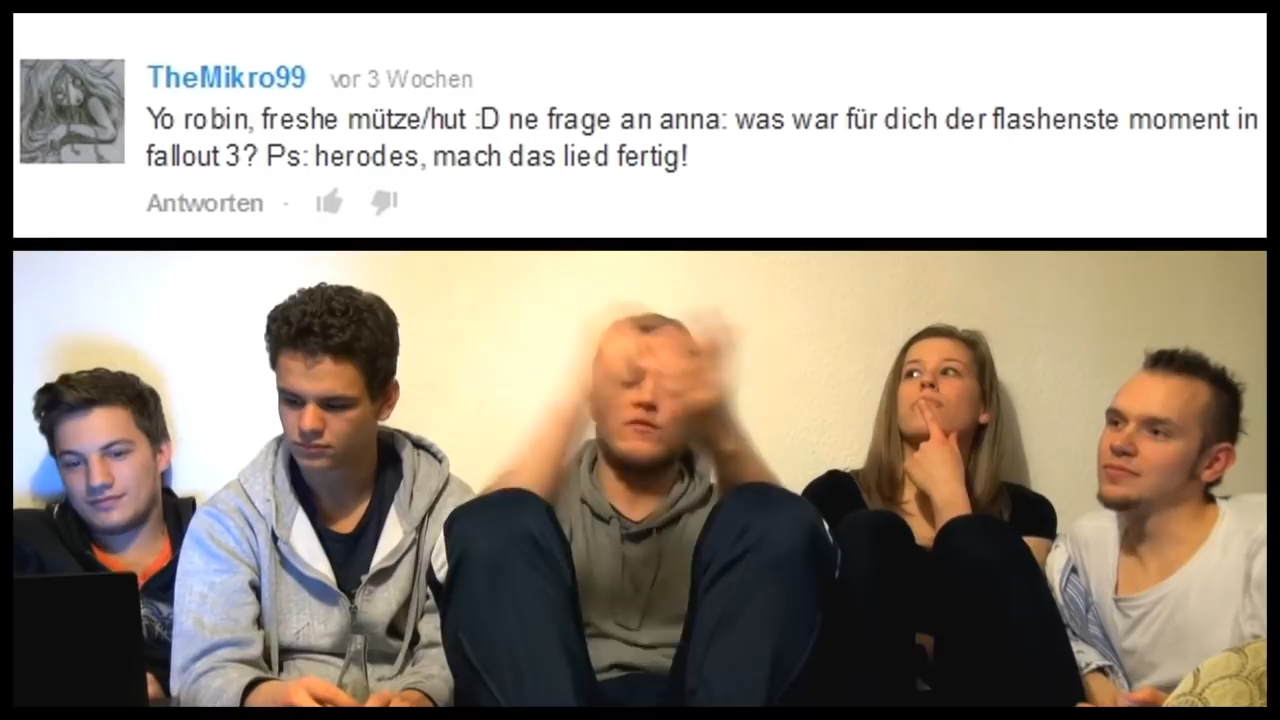 TheMikro99 vor 3 Wochen
Yo robin, freshe mütze/hut :D ne frage an anna: was war für dich der flashenste moment in
fallout 3? Ps: herodes, mach das lied fertig!
Antworten ·